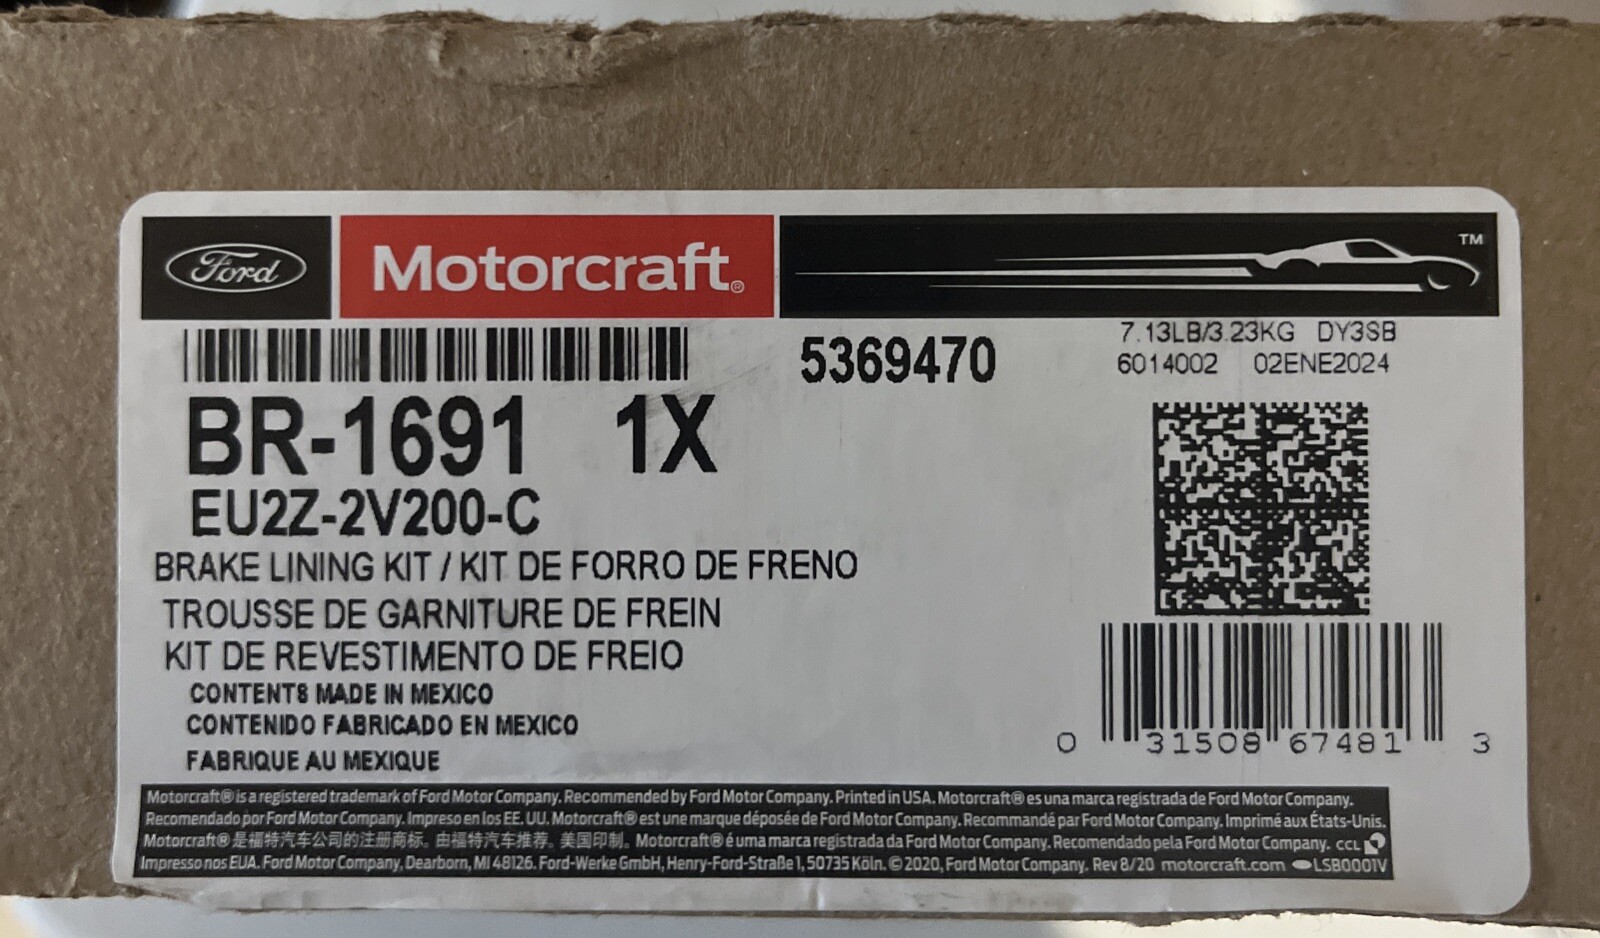 Ford
Motorcraft®
TM
5369470
7.13LB/3.23KG DY3SB
6014002 02ENE2024
BR-1691 1X
EU2Z-2V200-C
BRAKE LINING KIT / KIT DE FORRO DE FRENO
TROUSSE DE GARNITURE DE FREIN
KIT DE REVESTIMENTO DE FREIO
CONTENTS MADE IN MEXICO
CONTENIDO FABRICADO EN MEXICO
FABRIQUE AU MEXIQUE
0 31508 67481 3
Motorcraft® is a registered trademark of Ford Motor Company. Recommended by Ford Motor Company. Printed in USA. Motorcraft® es una marca registrada de Ford Motor Company.
Recomendado por Ford Motor Company. Impreso en los EE. UU. Motorcraft® est une marque déposée de Ford Motor Company. Recommandé par Ford Motor Company. Imprimé aux États-Unis.
Motorcraft® 是福特汽车公司的注册商标。由福特汽车推荐。美国印制。Motorcraft® é uma marca registrada da Ford Motor Company. Recomendado pela Ford Motor Company. CCL
Impresso nos EUA. Ford Motor Company, Dearborn, MI 48126. Ford-Werke GmbH, Henry-Ford-Straße 1, 50735 Köln. © 2020, Ford Motor Company. Rev 8/20 motorcraft.com LSB0001V